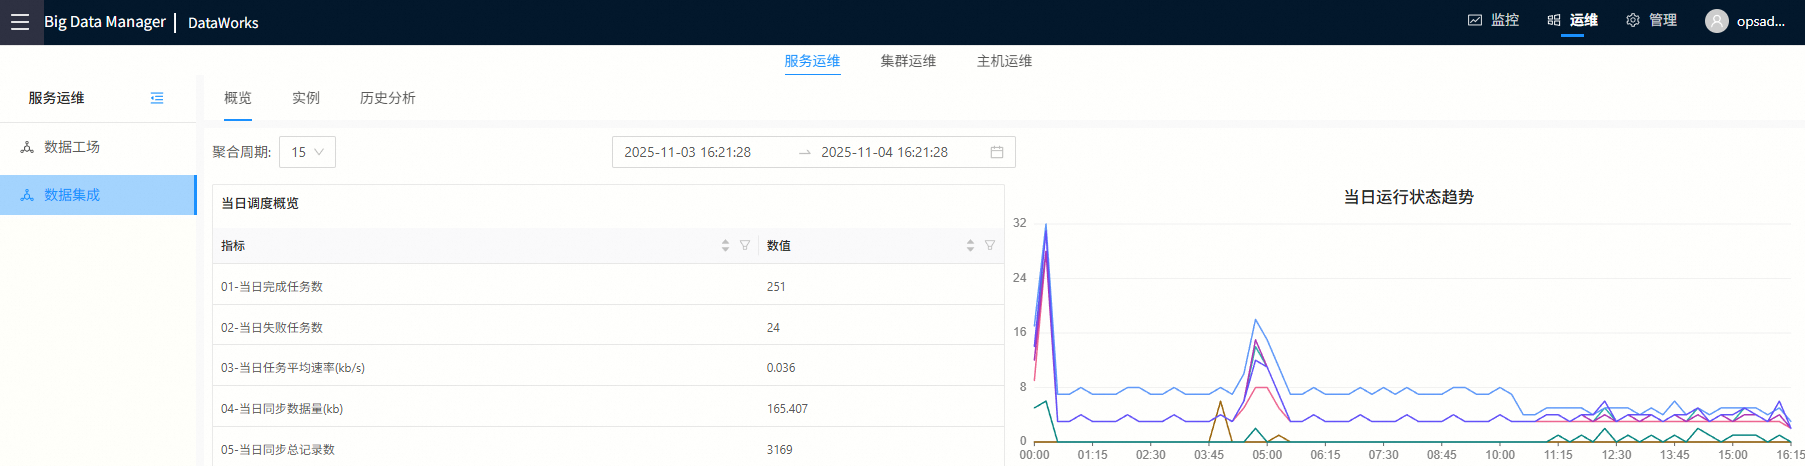 Big Data Manager | DataWorks
监控 运维 管理 opsad...
服务运维 集群运维 主机运维
服务运维
概览 实例 历史分析
数据工场
数据集成
聚合周期: 15
2025-11-03 16:21:28 → 2025-11-04 16:21:28
当日调度概览
指标 数值
01-当日完成任务数 251
02-当日失败任务数 24
03-当日任务平均速率(kb/s) 0.036
04-当日同步数据量(kb) 165.407
05-当日同步总记录数 3169
当日运行状态趋势
32
24
16
8
0
00:00 01:15 02:30 03:45 05:00 06:15 07:30 08:45 10:00 11:15 12:30 13:45 15:00 16:15